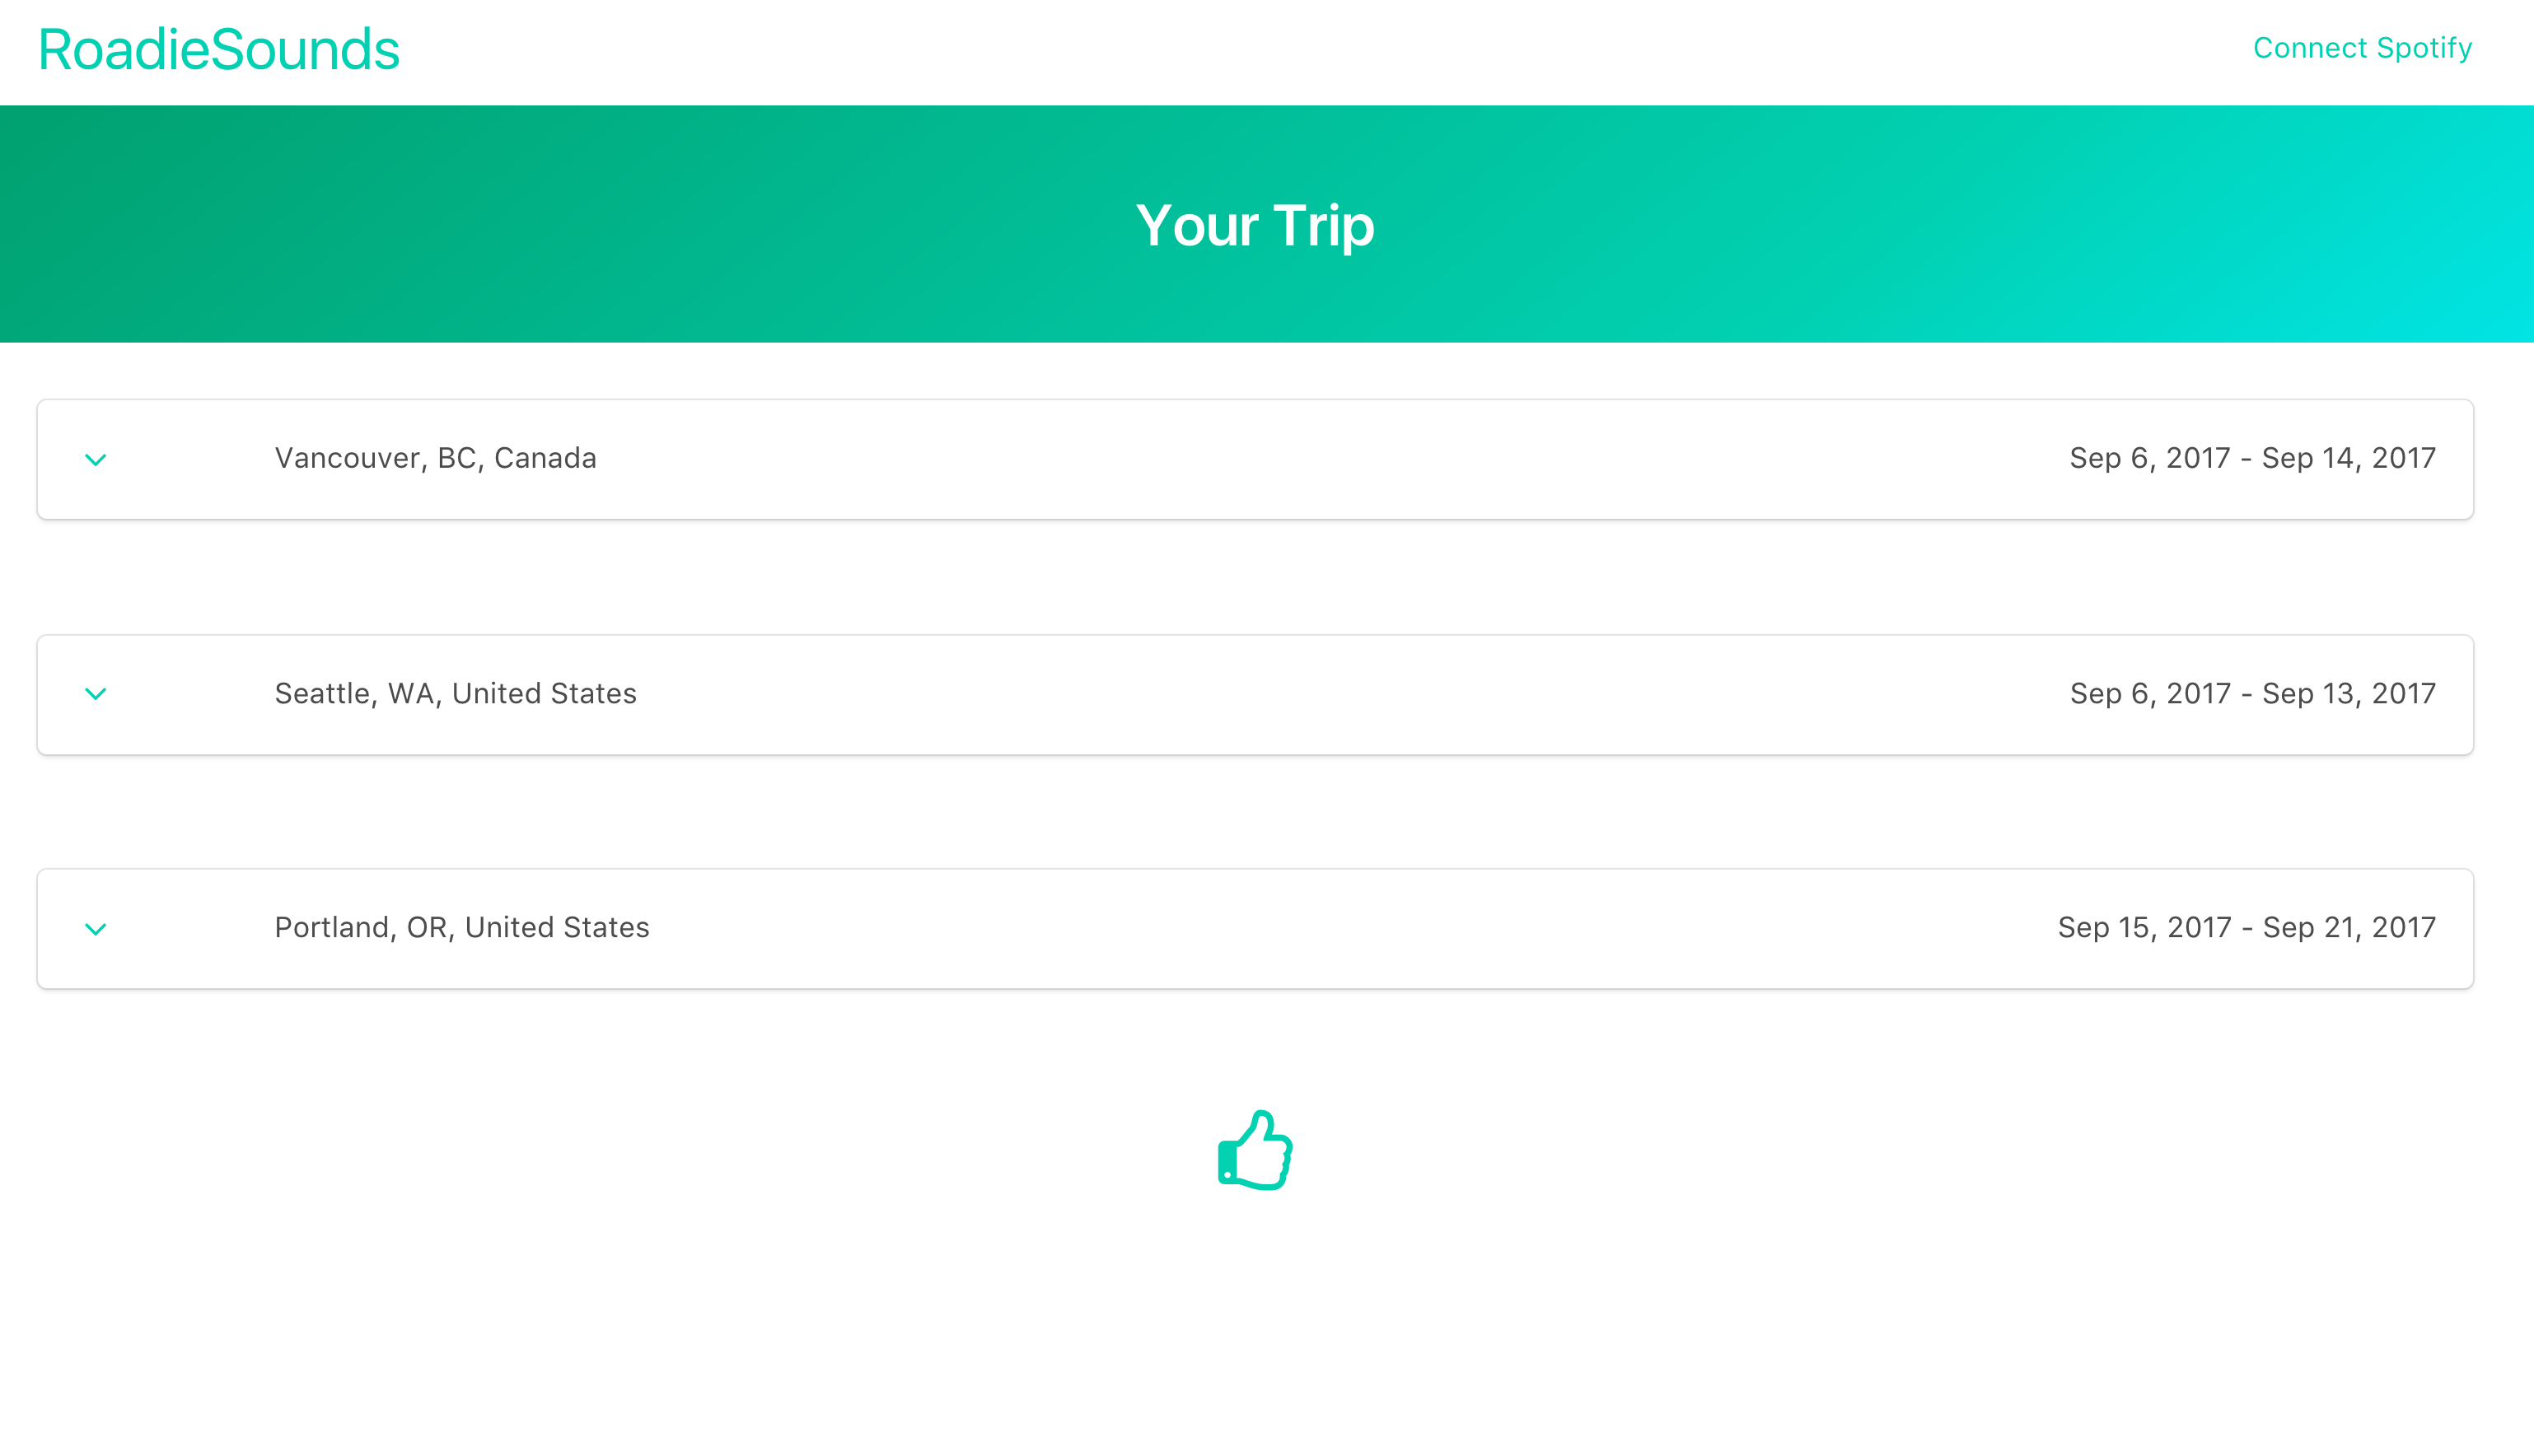 RoadieSounds
Connect Spotify
Your Trip
Vancouver, BC, Canada
Sep 6, 2017 - Sep 14, 2017
Seattle, WA, United States
Sep 6, 2017 - Sep 13, 2017
Portland, OR, United States
Sep 15, 2017 - Sep 21, 2017